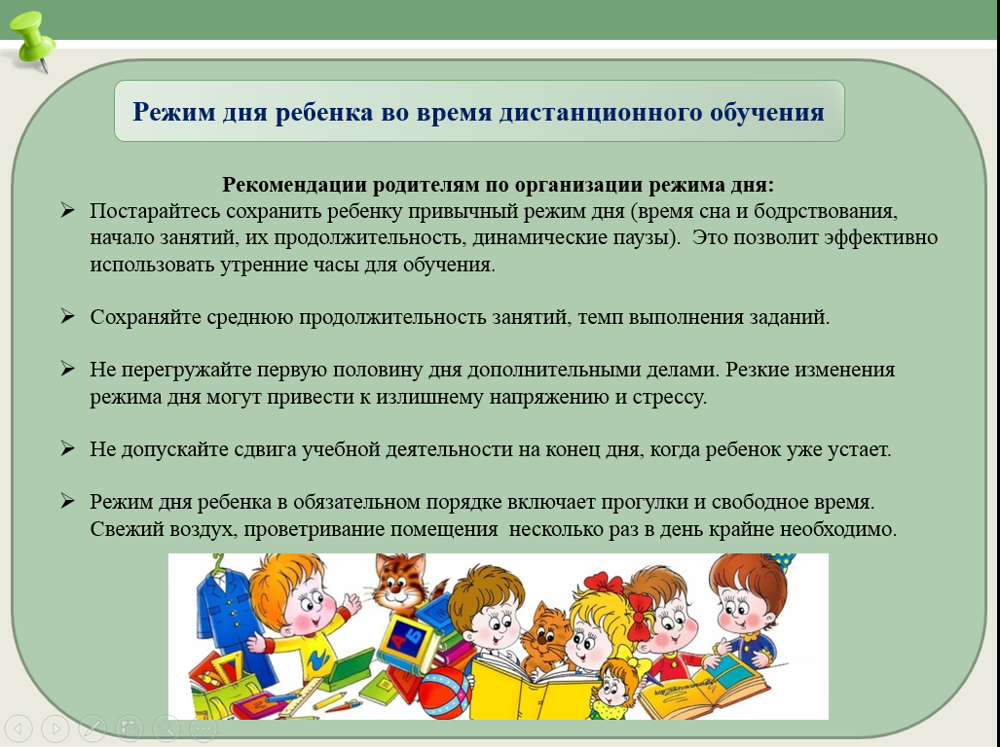 Режим дня ребенка во время дистанционного обучения
Рекомендации родителям по организации режима дня:
Постарайтесь сохранить ребенку привычный режим дня (время сна и бодрствования,
начало занятий, их продолжительность, динамические паузы).  Это позволит эффективно
использовать утренние часы для обучения.
Сохраняйте среднюю продолжительность занятий, темп выполнения заданий.
Не перегружайте первую половину дня дополнительными делами. Резкие изменения
режима дня могут привести к излишнему напряжению и стрессу.
Не допускайте сдвига учебной деятельности на конец дня, когда ребенок уже устает.
Режим дня ребенка в обязательном порядке включает прогулки и свободное время.
Свежий воздух, проветривание помещения  несколько раз в день крайне необходимо.
А Б